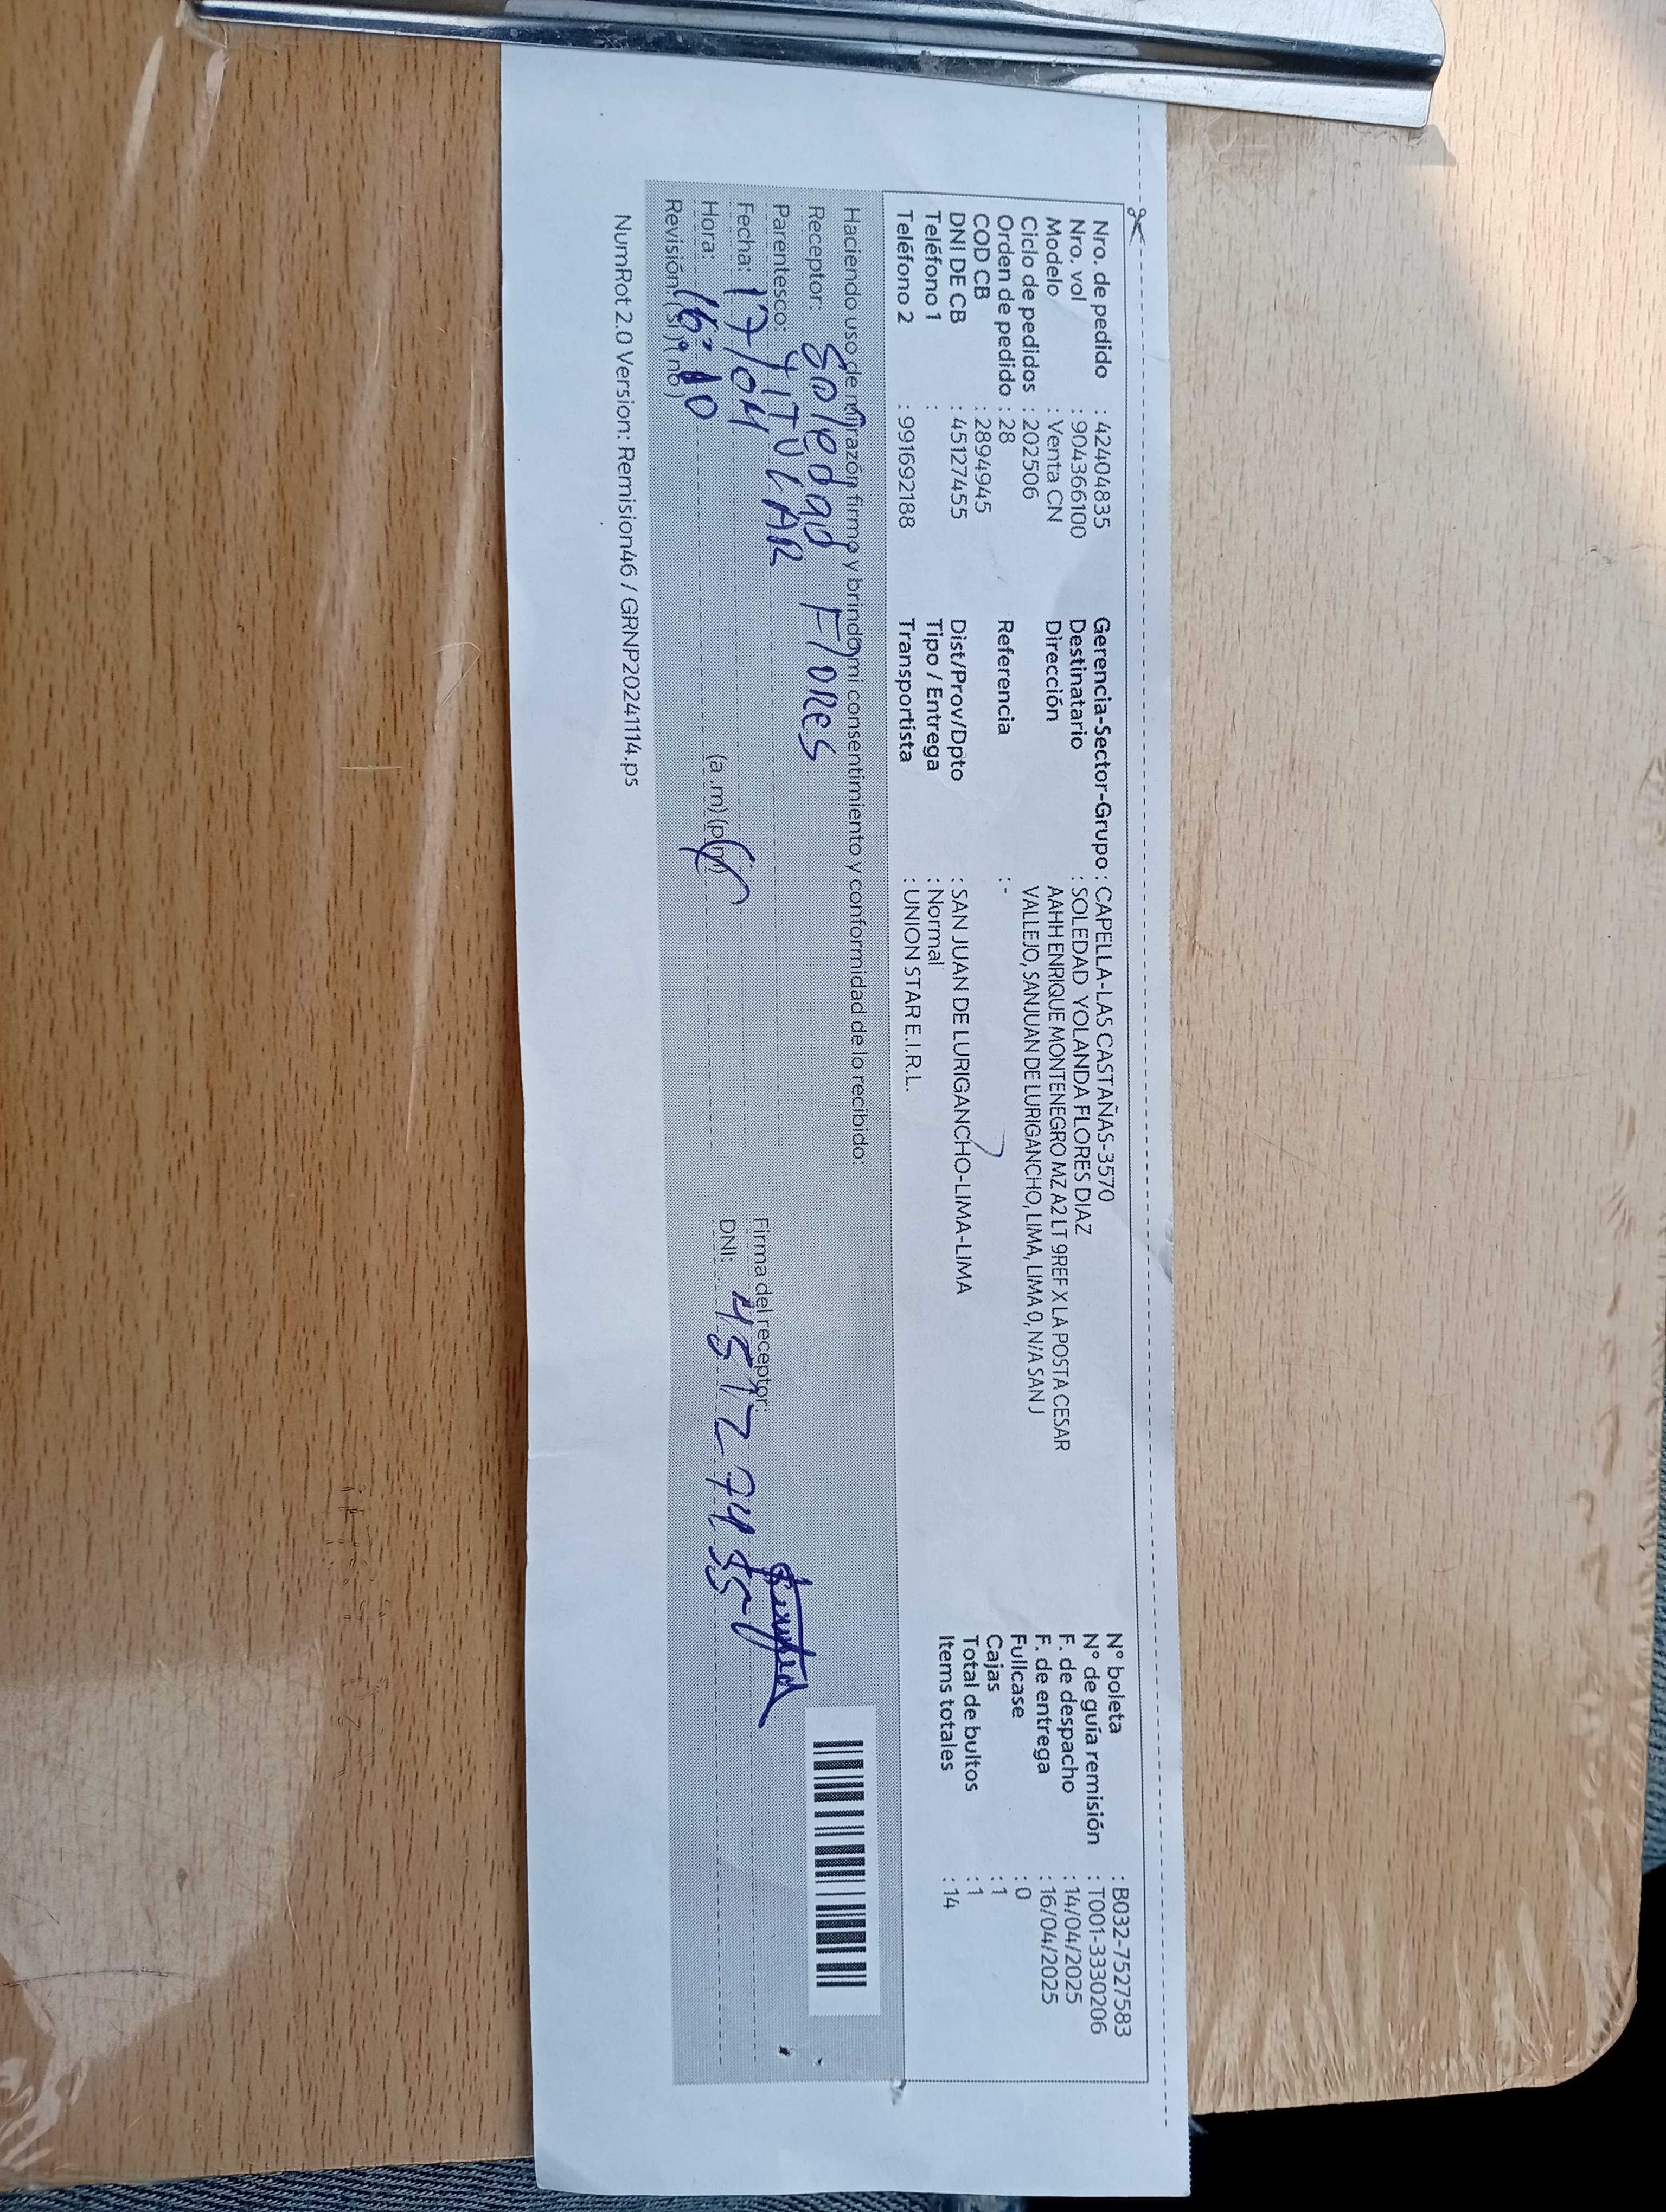 Nro. de pedido : 42404835 Gerencia-Sector-Grupo : CAPELLA-LAS CASTAÑAS-3570 N° boleta : B032-7527583
Nro. vol : 904366100 Destinatario : SOLEDAD YOLANDA FLORES DIAZ N° de guía remisión : T001-3330206
Modelo : Venta CN Dirección AAHH ENRIQUE MONTENEGRO MZ A2 LT 9REF X LA POSTA CESAR F. de despacho : 14/04/2025
Ciclo de pedidos : 202506 VALLEJO, SANJUAN DE LURIGANCHO, LIMA, LIMA 0, N/A SAN J F. de entrega : 16/04/2025
Orden de pedido : 28 Referencia : - Fullcase : 0
COD CB : 2894945 Cajas : 1
DNI DE CB : 45127455 Dist/Prov/Dpto : SAN JUAN DE LURIGANCHO-LIMA-LIMA Total de bultos : 1
Teléfono 1 : Tipo / Entrega : Normal Items totales : 14
Teléfono 2 : 991692188 Transportista : UNION STAR E.I.R.L.
Haciendo uso de mi razón firmo y brindo mi consentimiento y conformidad de lo recibido:
Receptor: Soledad Flores
Parentesco: TITULAR
Fecha: 17/04 Firma del receptor:
Hora: 16:10 (a.m) (p.m) DNI: 45127455
Revisión: (si) (no)
NumRot 2.0 Version: Remision46 / GRNP20241114.ps